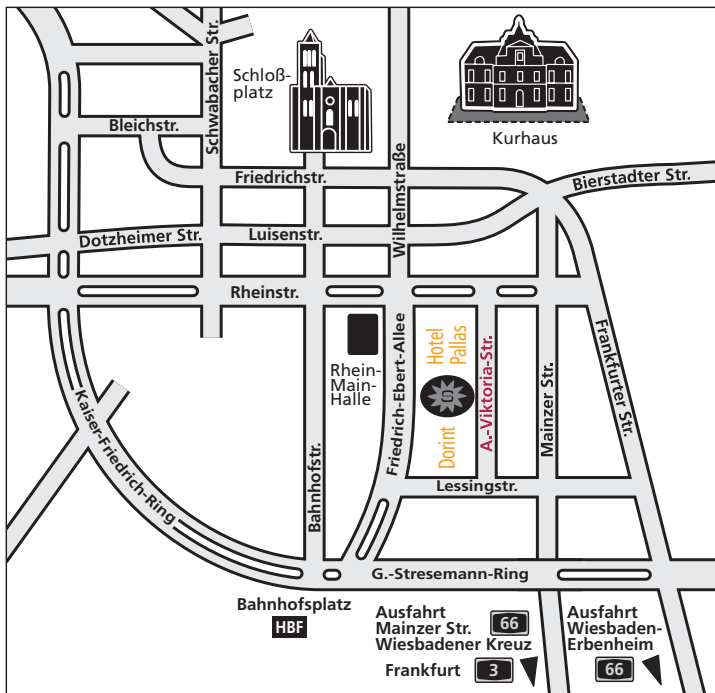 Schwabacher Str.
Schloß-
platz
Kurhaus
Bleichstr.
Friedrichstr.
Wilhelmstraße
Bierstadter Str.
Dotzheimer Str.
Luisenstr.
Rheinstr.
Rhein-
Main-
Halle
Friedrich-Ebert-Allee
Hotel
Pallas
Dorint
A.-Viktoria-Str.
Mainzer Str.
Frankfurter Str.
Kaiser-Friedrich-Ring
Bahnhofstr.
Lessingstr.
G.-Stresemann-Ring
Bahnhofsplatz
HBF
Ausfahrt
Mainzer Str. 66
Wiesbadener Kreuz
Frankfurt 3
Ausfahrt
Wiesbaden-
Erbenheim
66